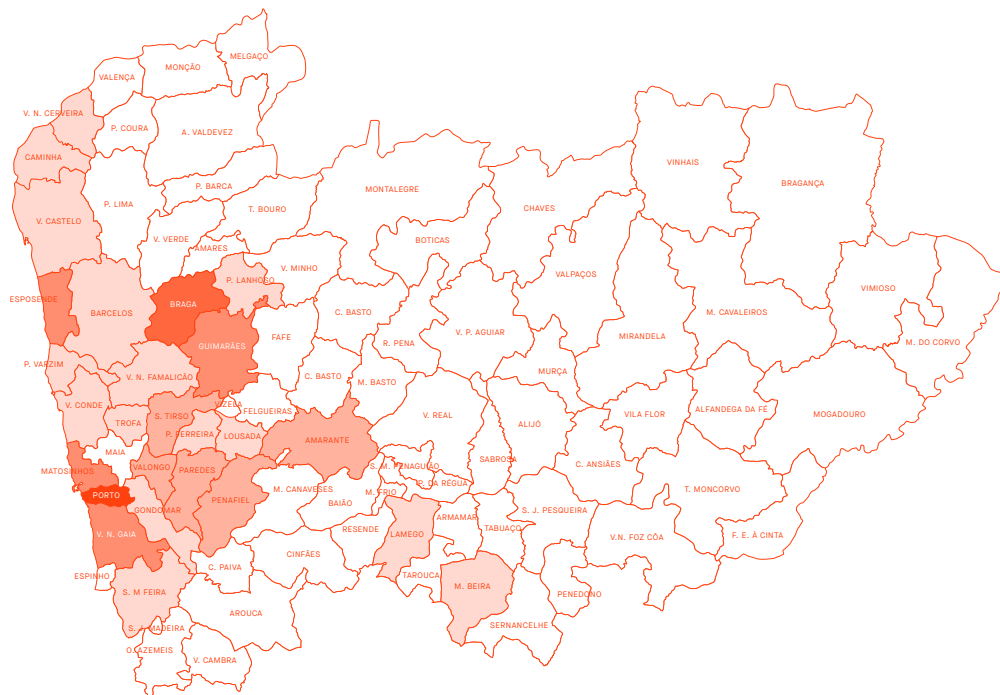 MELGAÇO
MONÇÃO
VALENÇA
V. N. CERVEIRA
P. COURA
A. VALDEVEZ
CAMINHA
VINHAIS
BRAGANÇA
P. BARCA
MONTALEGRE
P. LIMA
T. BOURO
CHAVES
V. CASTELO
V. VERDE
AMARES
BOTICAS
P. LANHOSO
V. MINHO
VALPAÇOS
VIMIOSO
ESPOSENDE
BRAGA
BARCELOS
C. BASTO
M. CAVALEIROS
V. P. AGUIAR
FAFE
MIRANDELA
GUIMARÃES
R. PENA
M. DO CORVO
P. VARZIM
MURÇA
V. N. FAMALICÃO
C. BASTO
M. BASTO
V. CONDE
VIZELA
FELGUEIRAS
ALFANDEGA DA FÉ
S. TIRSO
V. REAL
VILA FLOR
MOGADOURO
TROFA
ALIJÓ
P. FERREIRA
LOUSADA
AMARANTE
MAIA
SABROSA
C. ANSIÃES
VALONGO
S. M. PENAGUIÃO
MATOSINHOS
PAREDES
P. DA RÉGUA
M. CANAVESES
M. FRIO
T. MONCORVO
PORTO
PENAFIEL
BAIÃO
GONDOMAR
S. J. PESQUEIRA
ARMAMAR
RESENDE
TABUAÇO
V. N. GAIA
LAMEGO
F. E. À CINTA
V.N. FOZ CÔA
CINFÃES
C. PAIVA
ESPINHO
TAROUCA
M. BEIRA
S. M FEIRA
PENEDONO
AROUCA
SERNANCELHE
S. J. MADEIRA
O. AZEMEIS
V. CAMBRA